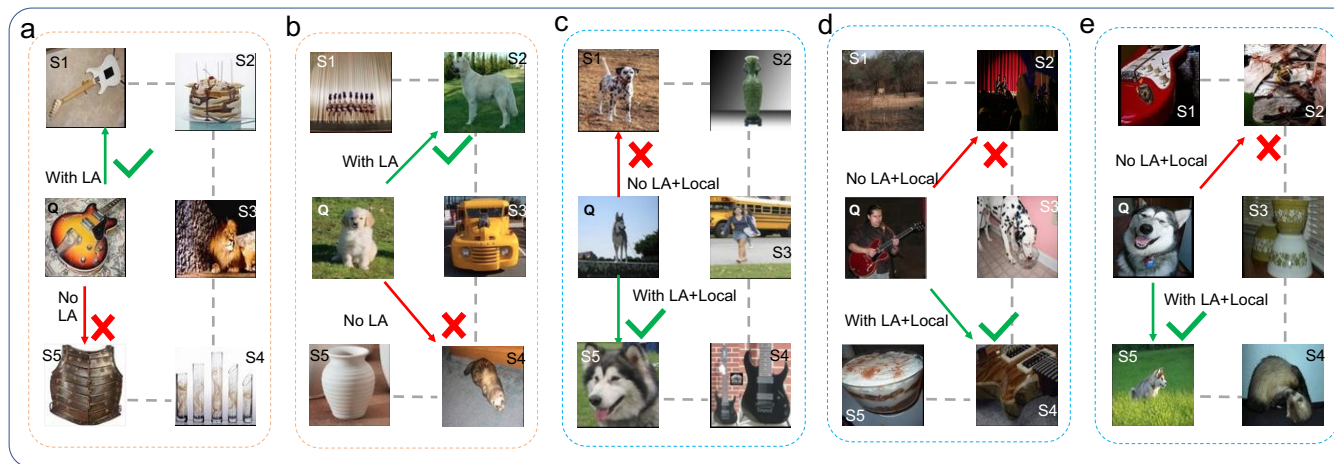 a
S1
S2
With LA
Q
S3
No
LA
S5
S4
b
S1
S2
With LA
Q
S3
No LA
S5
S4
c
S1
S2
No LA+Local
Q
S3
With LA+Local
S5
S4
d
S1
S2
No LA+Local
Q
S3
With LA+Local
S5
S4
e
S1
S2
No LA+Local
Q
S3
With LA+Local
S5
S4